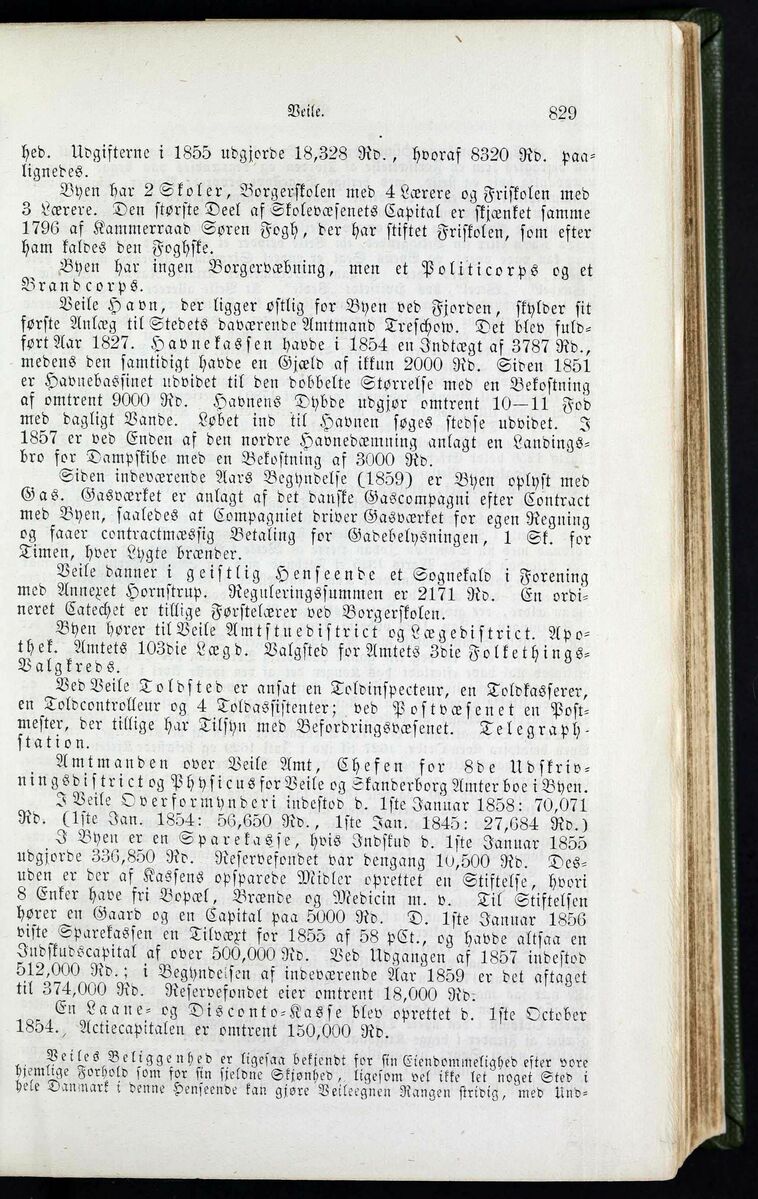 Veile. 829
hed. Udgifterne i 1855 udgjorde 18,328 Rd., hvoraf 8320 Rd. paa-
lignedes.
Byen har 2 Skoler, Borgerskolen med 4 Lærere og Friskolen med
3 Lærere. Den største Deel af Skolevæsenets Capital er skjænket samme
1796 af Kammerraad Søren Fogh, der har stiftet Friskolen, som efter
ham kaldes den Foghske.
Byen har ingen Borgervæbning, men et Politicorps og et
Brandcorps.
Veile Havn, der ligger østlig for Byen ved Fjorden, skylder sit
første Anlæg til Stedets daværende Amtmand Treschow. Det blev fuld-
ført Aar 1827. Havnekassen havde i 1854 en Indtægt af 3787 Rd.,
medens den samtidigt havde en Gjæld af ikkun 2000 Rd. Siden 1851
er Havnebassinet udvidet til den dobbelte Størrelse med en Bekostning
af omtrent 9000 Rd. Havnens Dybde udgjør omtrent 10—11 Fod
med dagligt Vande. Løbet ind til Havnen søges stedse udvidet. I
1857 er ved Enden af den nordre Havnedæmning anlagt en Landings-
bro for Dampskibe med en Bekostning af 3000 Rd.
Siden indeværende Aars Begyndelse (1859) er Byen oplyst med
Gas. Gasværket er anlagt af det danske Gascompagni efter Contract
med Byen, saaledes at Compagniet driver Gasværket for egen Regning
og faaer contractmæssig Betaling for Gadebelysningen, 1 Sk. for
Timen, hver Lygte brænder.
Veile danner i geistlig Henseende et Sognekald i Forening
med Annexet Hornstrup. Reguleringssummen er 2171 Rd. En ordi-
neret Catechet er tillige Førstelærer ved Borgerskolen.
Byen hører til Veile Amtstuedistrict og Lægedistrict. Apo-
thek. Amtets 103die Lægd. Valgsted for Amtets 3die Folkethings-
Valgkreds.
Ved Veile Toldsted er ansat en Toldinspecteur, en Toldkasserer,
en Toldcontrolleur og 4 Toldassistenter; ved Postvæsenet en Post-
mester, der tillige har Tilsyn med Befordringsvæsenet. Telegraph-
station.
Amtmanden over Veile Amt, Chefen for 8de Udskriv-
ningsdistrict og Physicus for Veile og Skanderborg Amter boe i Byen.
I Veile Overformynderi indestod d. 1ste Januar 1858: 70,071
Rd. (1ste Jan. 1854: 56,650 Rd., 1ste Jan. 1845: 27,684 Rd.)
I Byen er en Sparekasse, hvis Indskud d. 1ste Januar 1855
udgjorde 336,850 Rd. Reservefondet var dengang 10,500 Rd. Des-
uden er der af Kassens opsparede Midler oprettet en Stiftelse, hvori
8 Enker have fri Bopæl, Brænde og Medicin m. v. Til Stiftelsen
hører en Gaard og en Capital paa 5000 Rd. D. 1ste Januar 1856
viste Sparekassen en Tilvæxt for 1855 af 58 pCt., og havde altsaa en
Indskudscapital af over 500,000 Rd. Ved Udgangen af 1857 indestod
512,000 Rd.; i Begyndelsen af indeværende Aar 1859 er det aftaget
til 374,000 Rd. Reservefondet eier omtrent 18,000 Rd.
En Laane- og Disconto-Kasse blev oprettet d. 1ste October
1854. Actiecapitalen er omtrent 150,000 Rd.
Veiles Beliggenhed er ligesaa bekjendt for sin Eiendommelighed efter vore
hjemlige Forhold som for sin sjeldne Skjønhed, ligesom vel ikke let noget Sted i
hele Danmark i denne Henseende kan gjøre Veileegnen Rangen stridig, med Und-